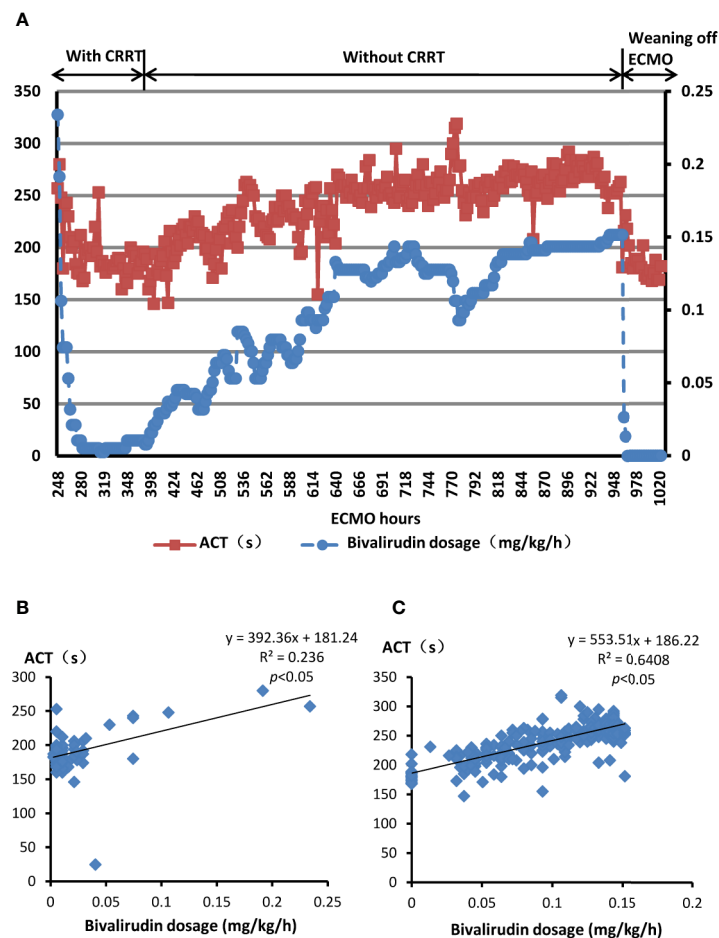 A
With CRRT
Without CRRT
Weaning off
ECMO
350
300
250
200
150
100
50
0
0.25
0.2
0.15
0.1
0.05
0
248 280 319 348 398 424 462 508 536 562 588 614 640 666 691 718 744 770 792 818 844 870 896 922 948 978 1020
ECMO hours
ACT（s）
Bivalirudin dosage（mg/kg/h）
B
y = 392.36x + 181.24
R² = 0.236
p<0.05
ACT（s）
300
250
200
150
100
50
0
0 0.05 0.1 0.15 0.2 0.25
Bivalirudin dosage (mg/kg/h)
C
y = 553.51x + 186.22
R² = 0.6408
p<0.05
ACT（s）
350
300
250
200
150
100
50
0
0 0.05 0.1 0.15 0.2
Bivalirudin dosage (mg/kg/h)